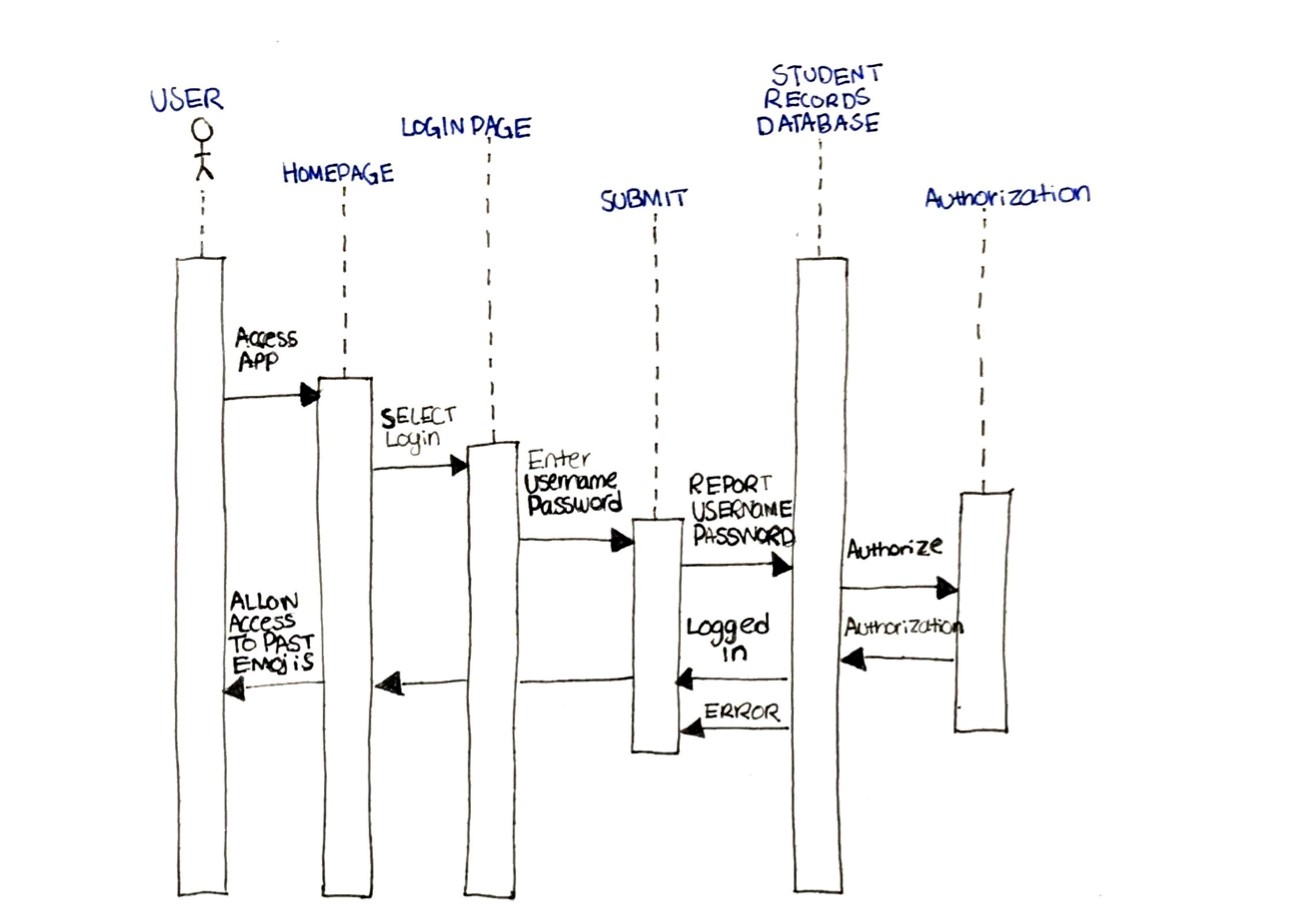 USER
HOMEPAGE
LOGIN PAGE
SUBMIT
STUDENT
RECORDS
DATABASE
Authorization
Access
APP
SELECT
Login
Enter
Username
Password
REPORT
USERNAME
PASSWORD
Authorize
Authorization
Logged
in
ERROR
ALLOW
Access
TO PAST
EMOjiS